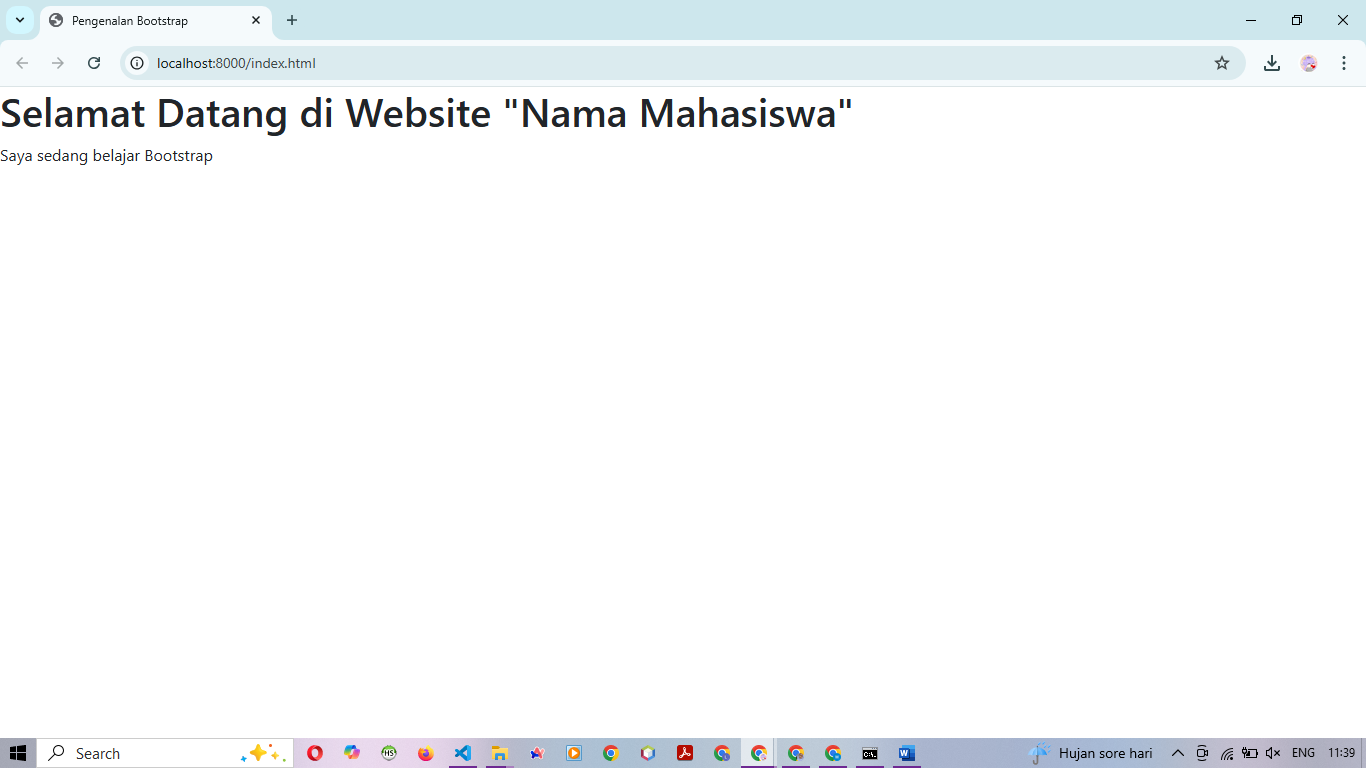 Pengenalan Bootstrap
localhost:8000/index.html
Selamat Datang di Website "Nama Mahasiswa"
Saya sedang belajar Bootstrap
Search
Hujan sore hari
ENG
11:39